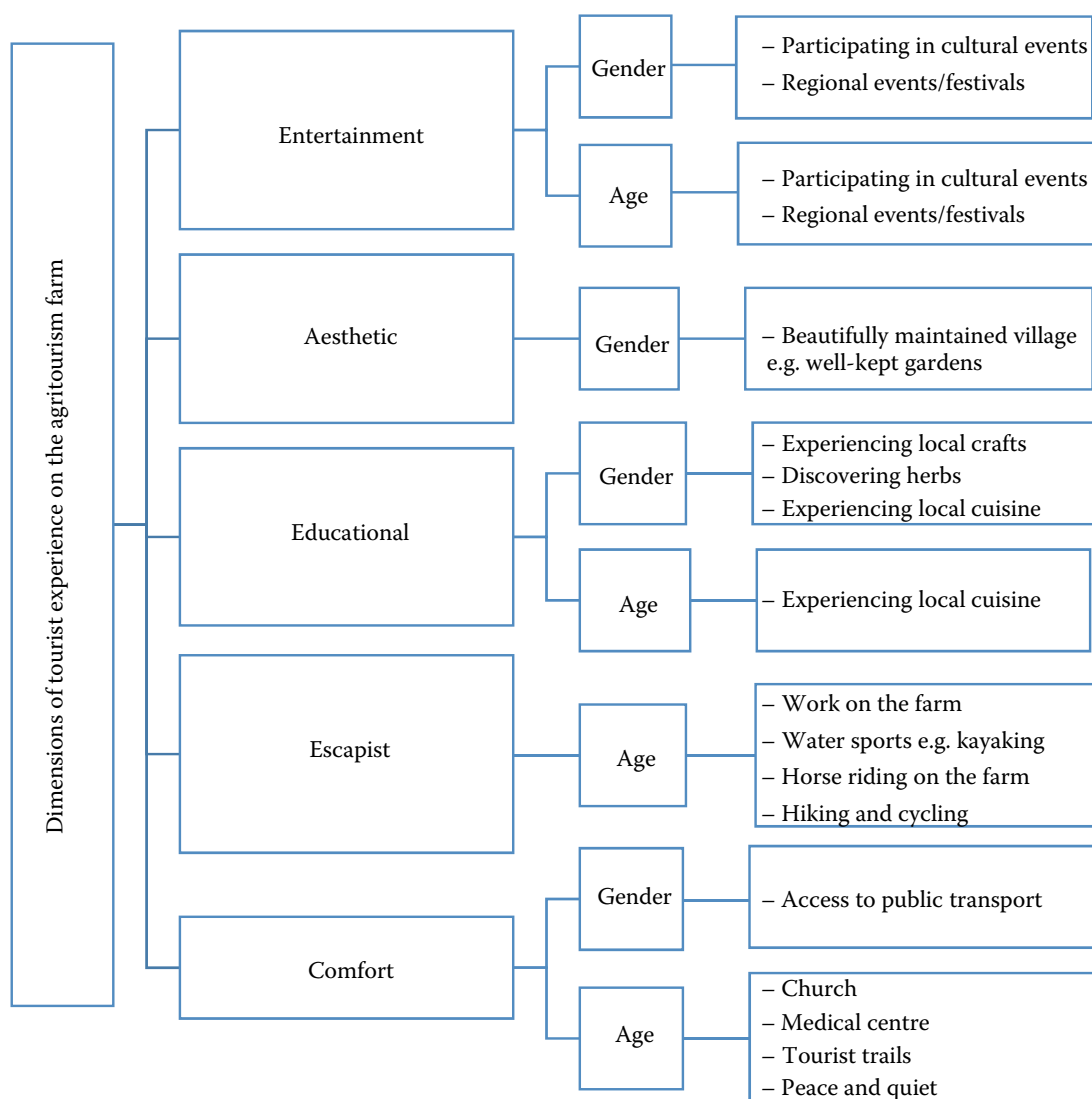 Dimensions of tourist experience on the agritourism farm
Entertainment
Gender
– Participating in cultural events
– Regional events/festivals
Age
– Participating in cultural events
– Regional events/festivals
Aesthetic
Gender
– Beautifully maintained village
e.g. well-kept gardens
Educational
Gender
– Experiencing local crafts
– Discovering herbs
– Experiencing local cuisine
Age
– Experiencing local cuisine
Escapist
Age
– Work on the farm
– Water sports e.g. kayaking
– Horse riding on the farm
– Hiking and cycling
Comfort
Gender
– Access to public transport
Age
– Church
– Medical centre
– Tourist trails
– Peace and quiet